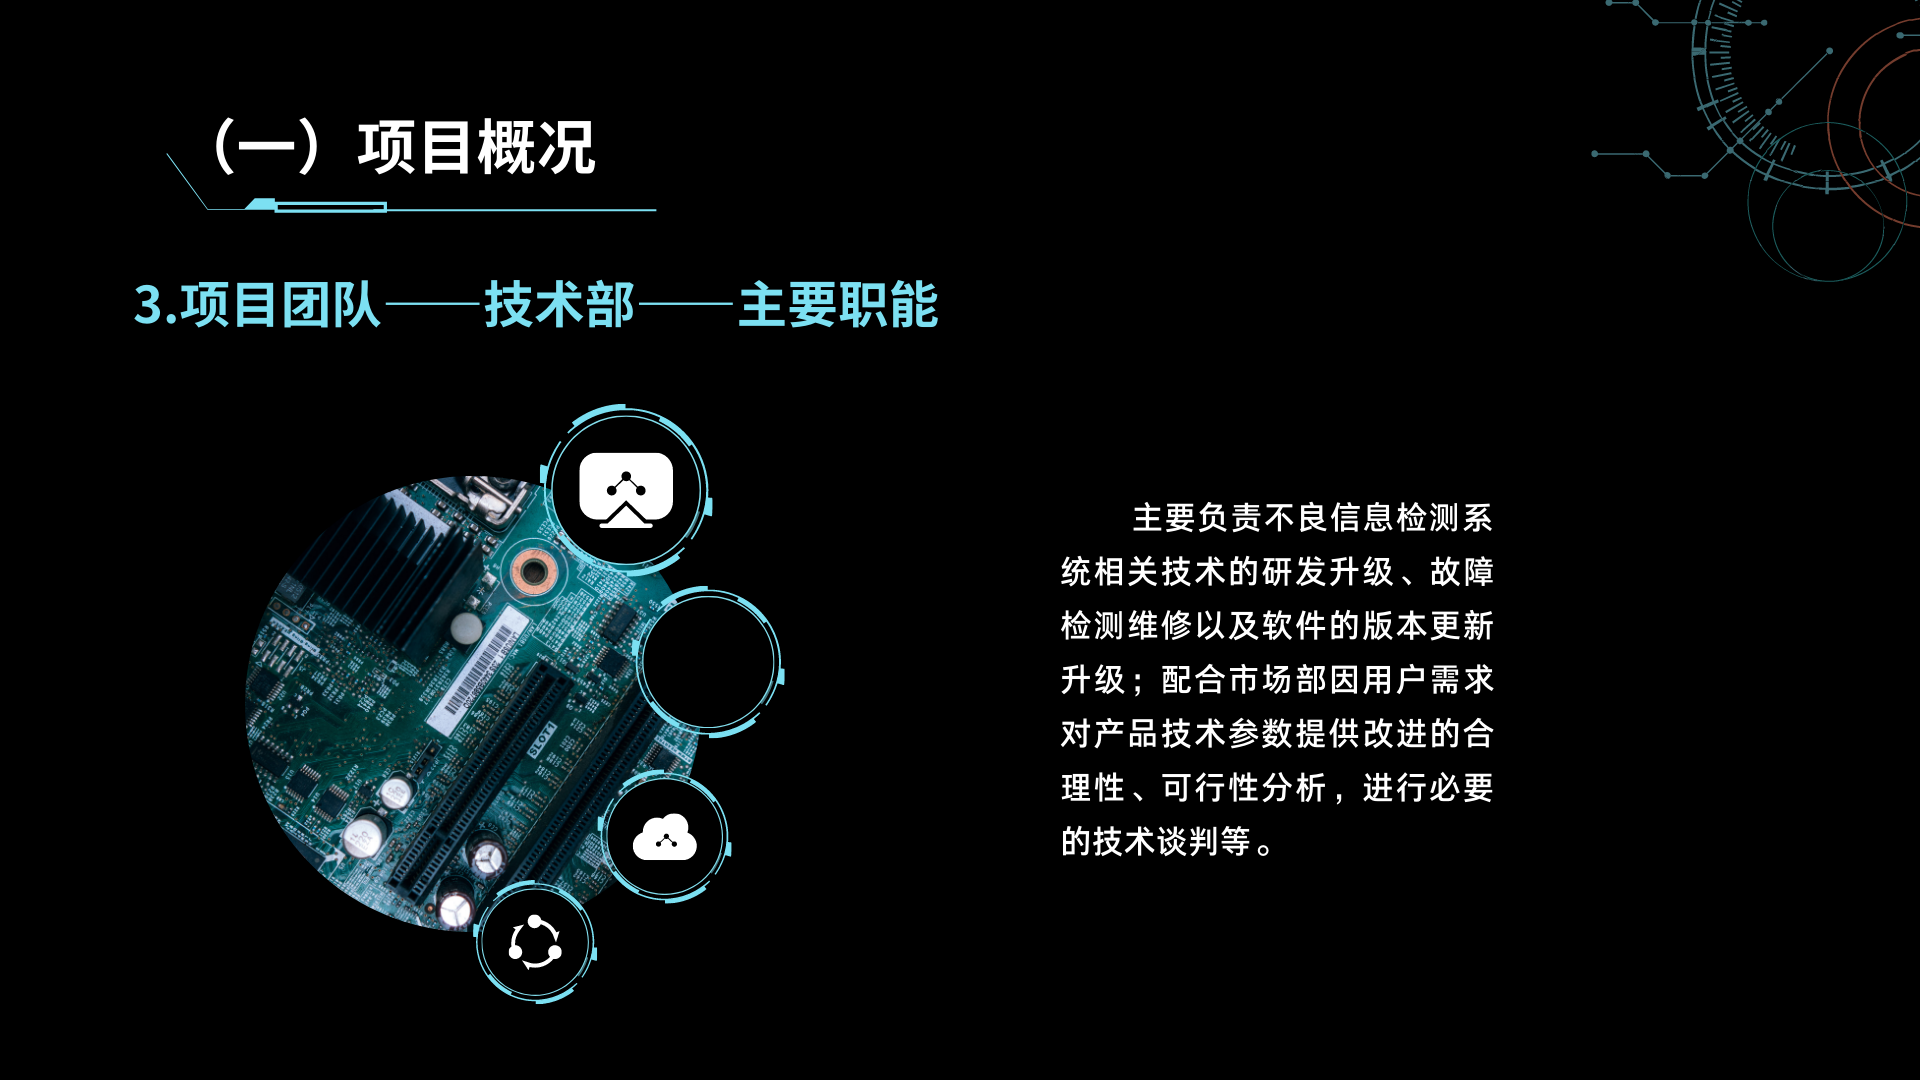 （一）项目概况
3.项目团队——技术部——主要职能
主要负责不良信息检测系
统相关技术的研发升级、故障
检测维修以及软件的版本更新
升级；配合市场部因用户需求
对产品技术参数提供改进的合
理性、可行性分析，进行必要
的技术谈判等。
SLOT1